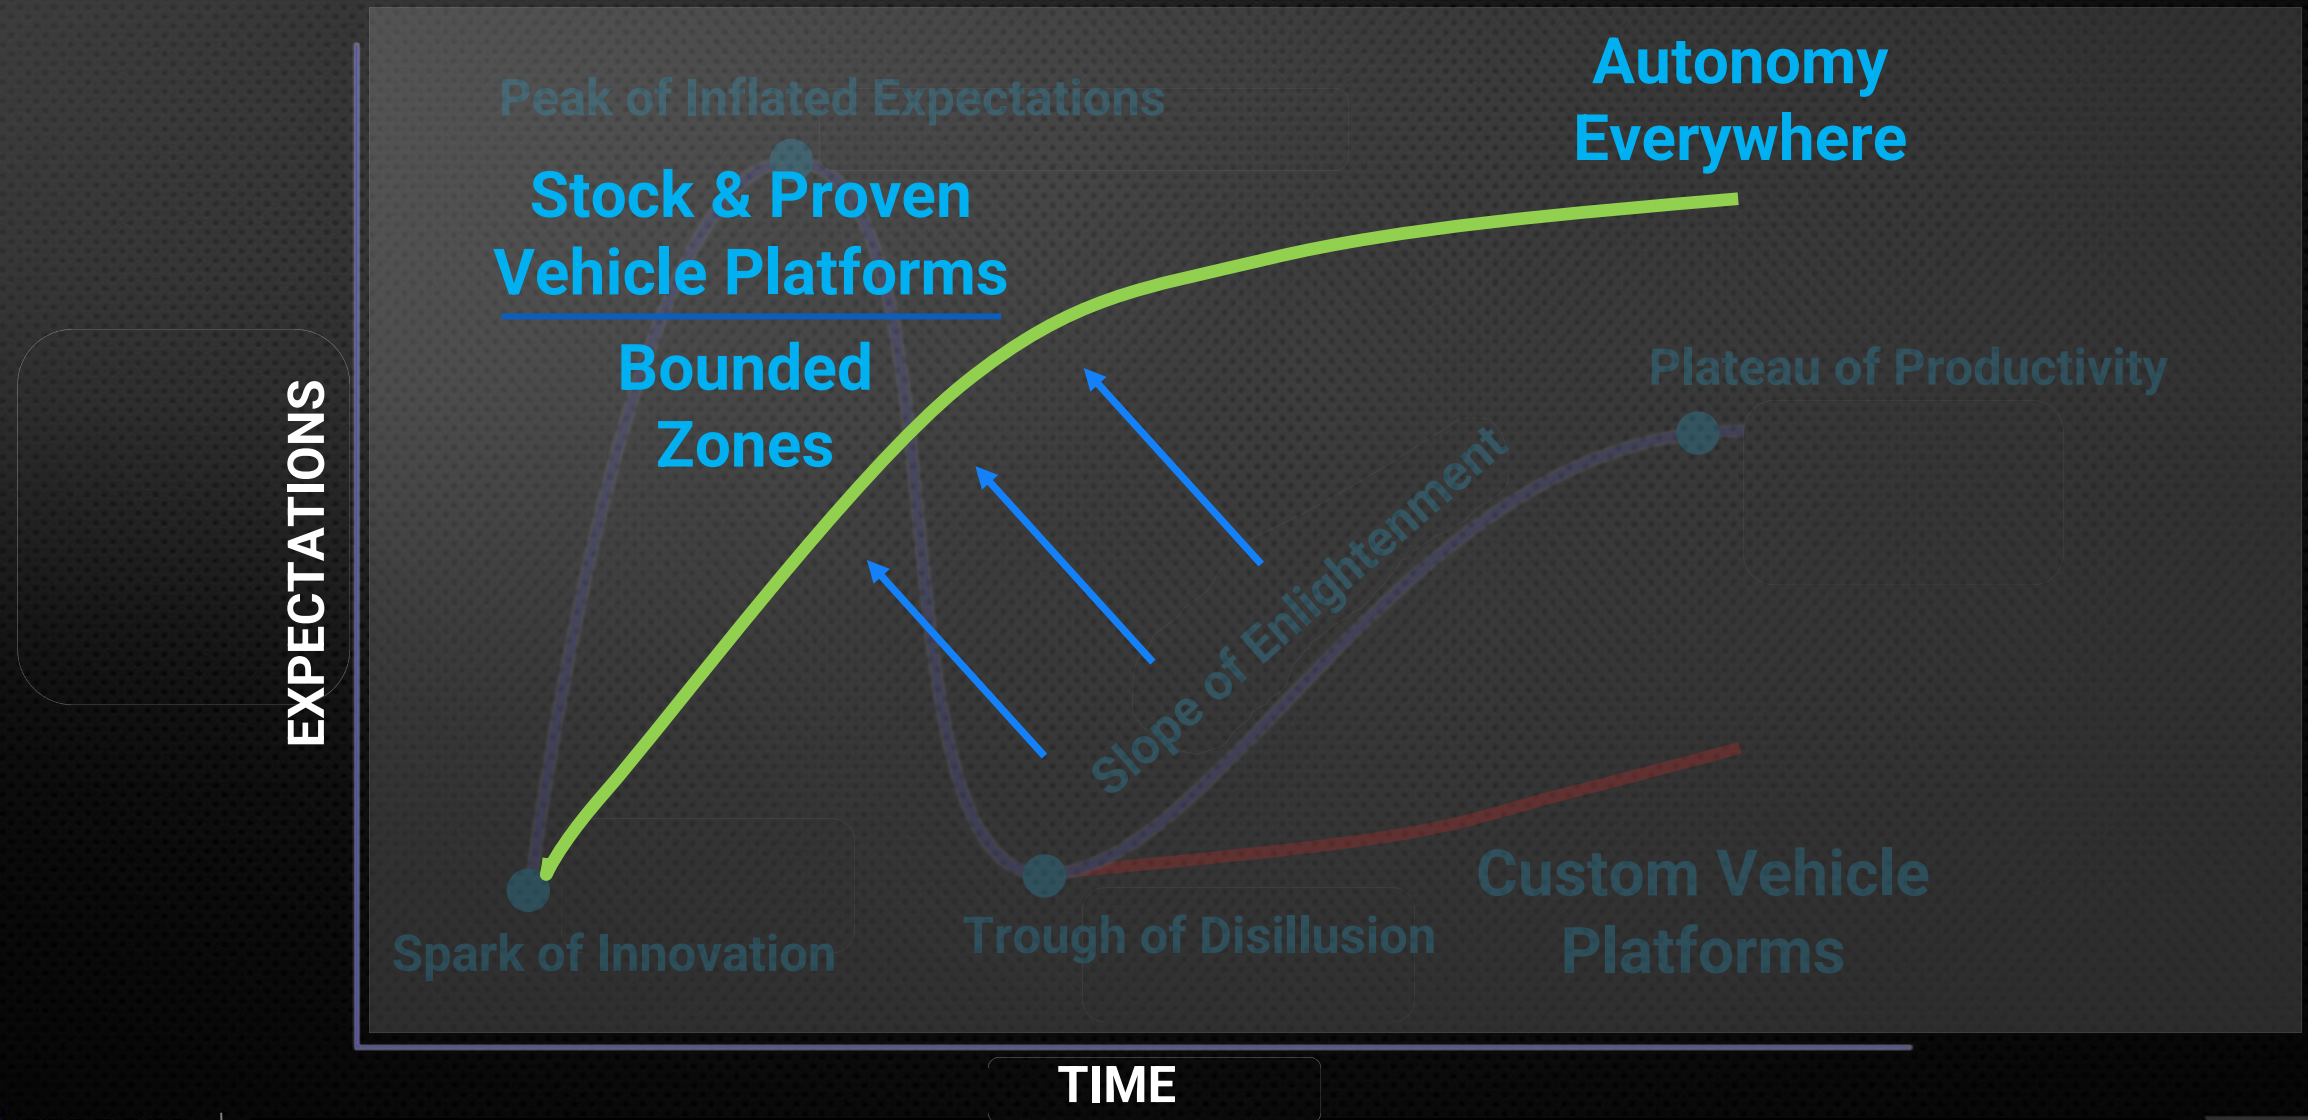 Autonomy
Everywhere
Peak of Inflated Expectations
Stock & Proven
Vehicle Platforms
Bounded
Zones
Plateau of Productivity
EXPECTATIONS
Slope of Enlightenment
Custom Vehicle
Platforms
Trough of Disillusion
Spark of Innovation
TIME